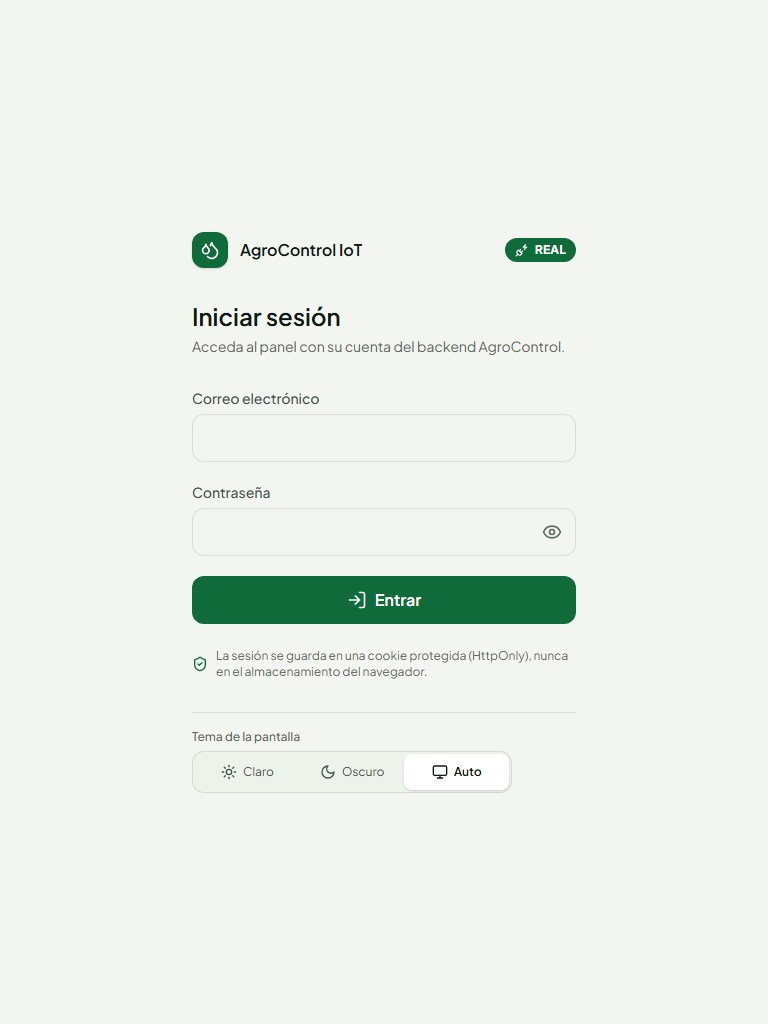 AgroControl IoT
REAL
Iniciar sesión
Acceda al panel con su cuenta del backend AgroControl.
Correo electrónico
Contraseña
Entrar
La sesión se guarda en una cookie protegida (HttpOnly), nunca
en el almacenamiento del navegador.
Tema de la pantalla
Claro
Oscuro
Auto